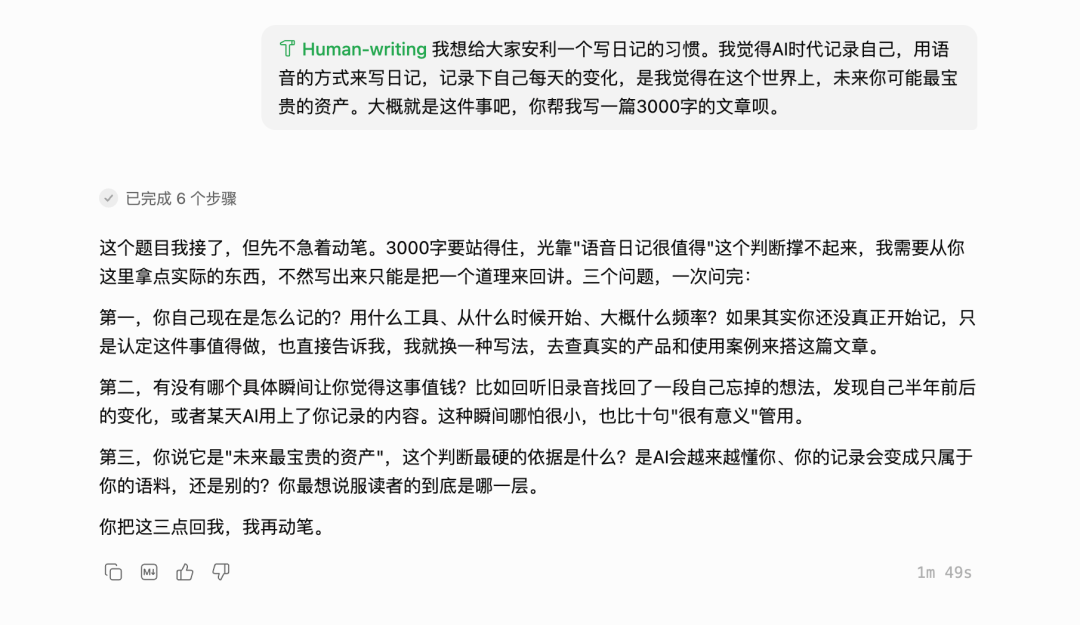 Human-writing 我想给大家安利一个写日记的习惯。我觉得AI时代记录自己，用语
音的方式来写日记，记录下自己每天的变化，是我觉得在这个世界上，未来你可能最宝
贵的资产。大概就是这件事吧，你帮我写一篇3000字的文章呗。
已完成 6 个步骤
这个题目我接了，但先不急着动笔。3000字要站得住，光靠"语音日记很值得"这个判断撑不起来，我需要从你
这里拿点实际的东西，不然写出来只能是把一个道理来回讲。三个问题，一次问完：
第一，你自己现在是怎么记的？用什么工具、从什么时候开始、大概什么频率？如果其实你还没真正开始记，只
是认定这件事值得做，也直接告诉我，我就换一种写法，去查真实的产品和使用案例来搭这篇文章。
第二，有没有哪个具体瞬间让你觉得这事值钱？比如回听旧录音找回了一段自己忘掉的想法，发现自己半年前后
的变化，或者某天AI用上了你记录的内容。这种瞬间哪怕很小，也比十句"很有意义"管用。
第三，你说它是"未来最宝贵的资产"，这个判断最硬的依据是什么？是AI会越来越懂你、你的记录会变成只属于
你的语料，还是别的？你最想说服读者的到底是哪一层。
你把这三点回我，我再动笔。
M↓
1m 49s